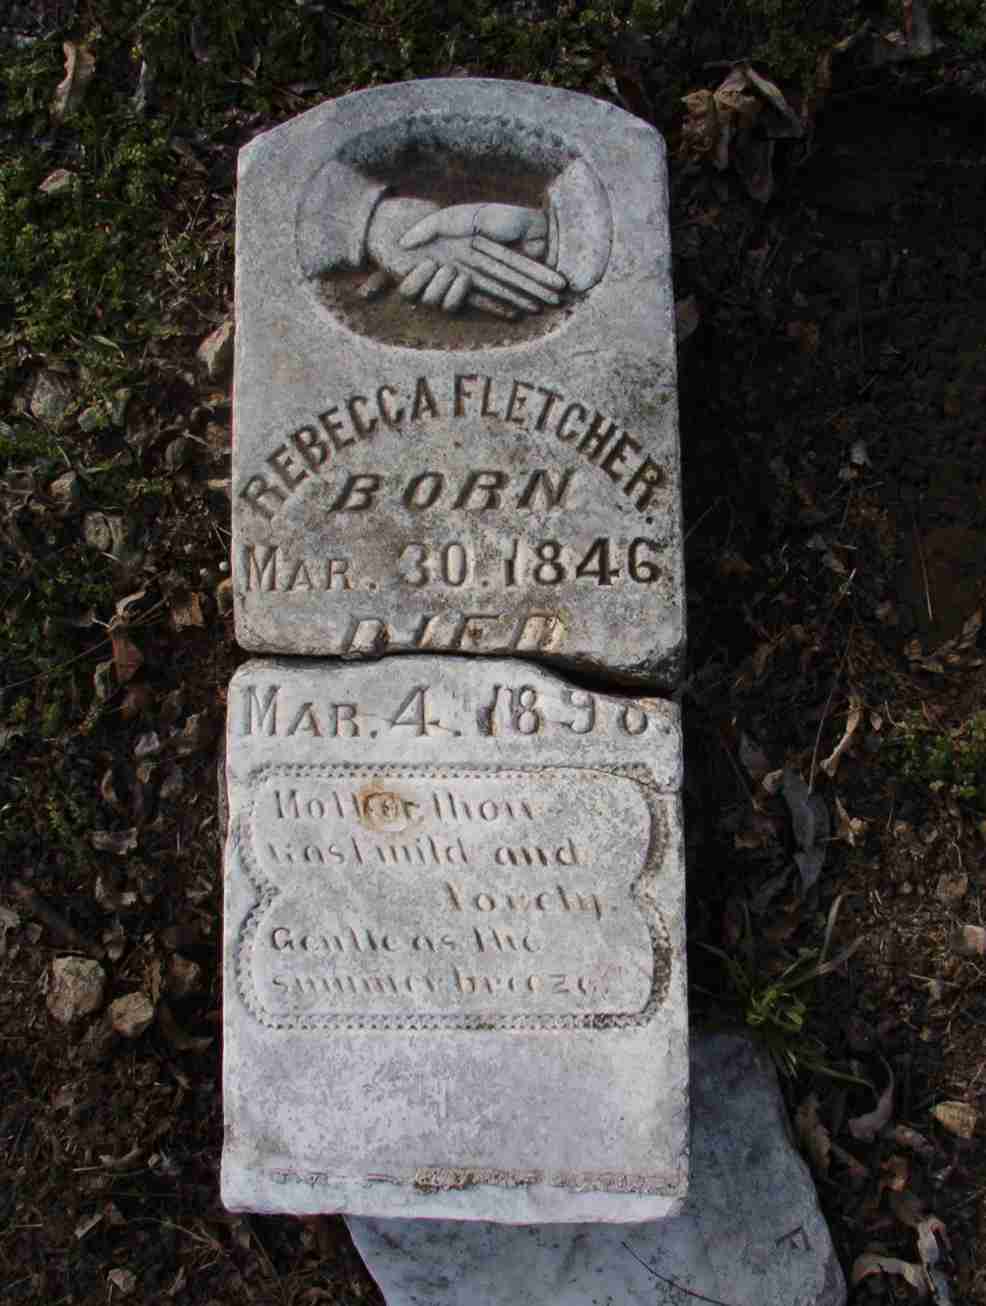 REBECCA FLETCHER
BORN
MAR. 30. 1846
DIED
MAR. 4. 1898.
Mother thou
wast mild and
lovely.
Gentle as the
summer breeze.
F